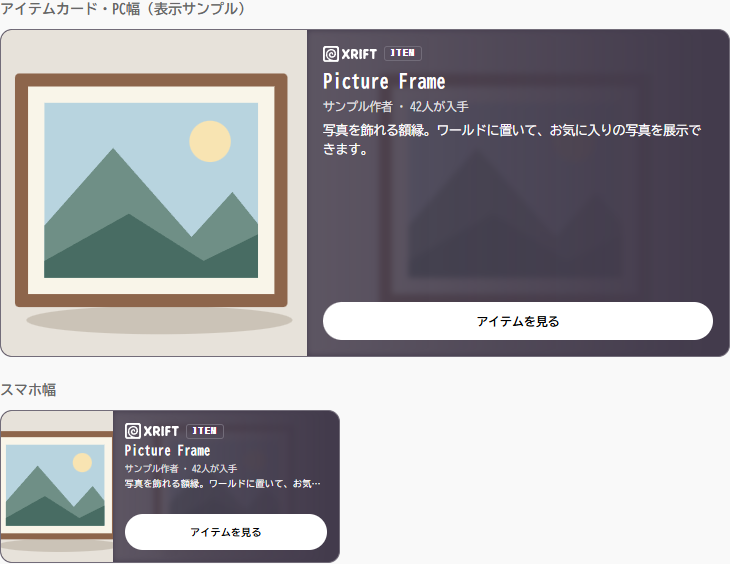 アイテムカード・PC幅（表示サンプル）
XRIFT ITEM
Picture Frame
サンプル作者 ・ 42人が入手
写真を飾れる額縁。ワールドに置いて、お気に入りの写真を展示で
きます。
アイテムを見る
スマホ幅
XRIFT ITEM
Picture Frame
サンプル作者 ・ 42人が入手
写真を飾れる額縁。ワールドに置いて、お気…
アイテムを見る